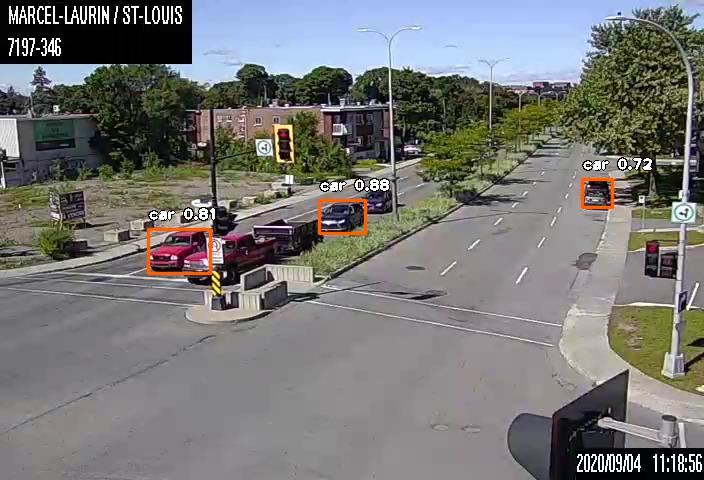 MARCEL-LAURIN / ST-LOUIS
7197-346
car 0.72
car 0.88
car 0.81
2020/09/04 11:18:56